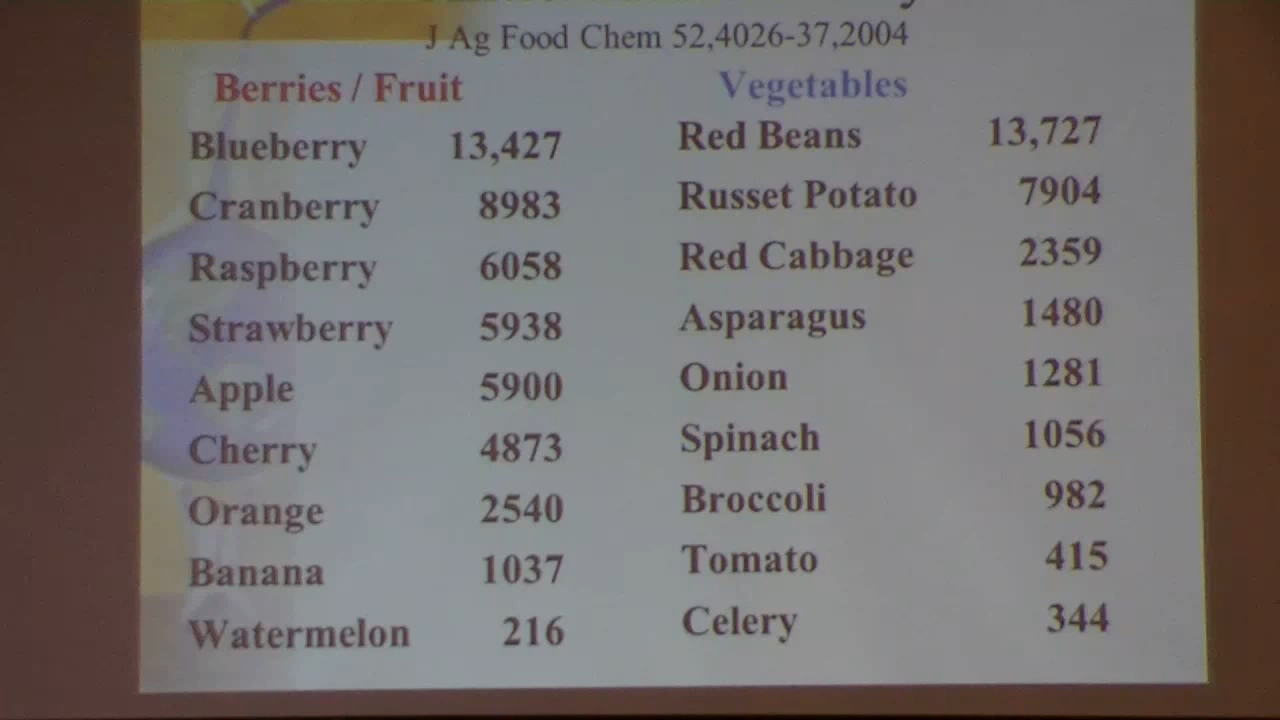 J Ag Food Chem 52,4026-37,2004
Berries / Fruit
Blueberry 13,427
Cranberry 8983
Raspberry 6058
Strawberry 5938
Apple 5900
Cherry 4873
Orange 2540
Banana 1037
Watermelon 216
Vegetables
Red Beans 13,727
Russet Potato 7904
Red Cabbage 2359
Asparagus 1480
Onion 1281
Spinach 1056
Broccoli 982
Tomato 415
Celery 344